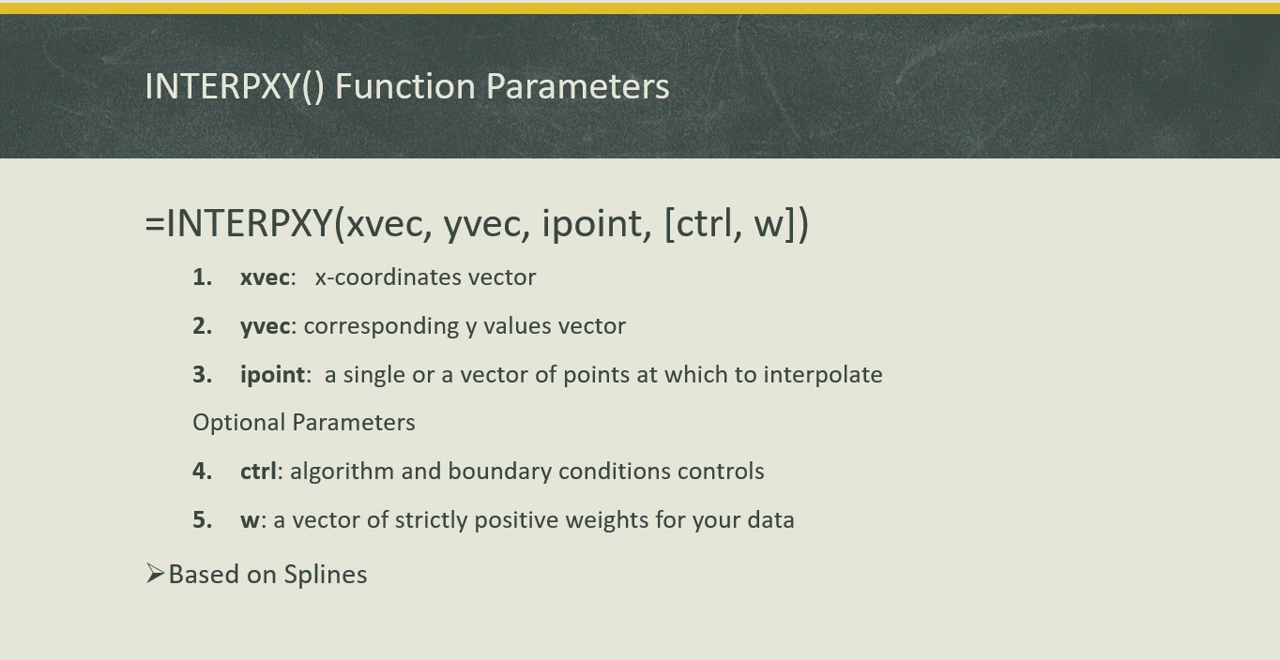 INTERPXY() Function Parameters
=INTERPXY(xvec, yvec, ipoint, [ctrl, w])
1. xvec: x-coordinates vector
2. yvec: corresponding y values vector
3. ipoint: a single or a vector of points at which to interpolate
Optional Parameters
4. ctrl: algorithm and boundary conditions controls
5. w: a vector of strictly positive weights for your data
➢Based on Splines